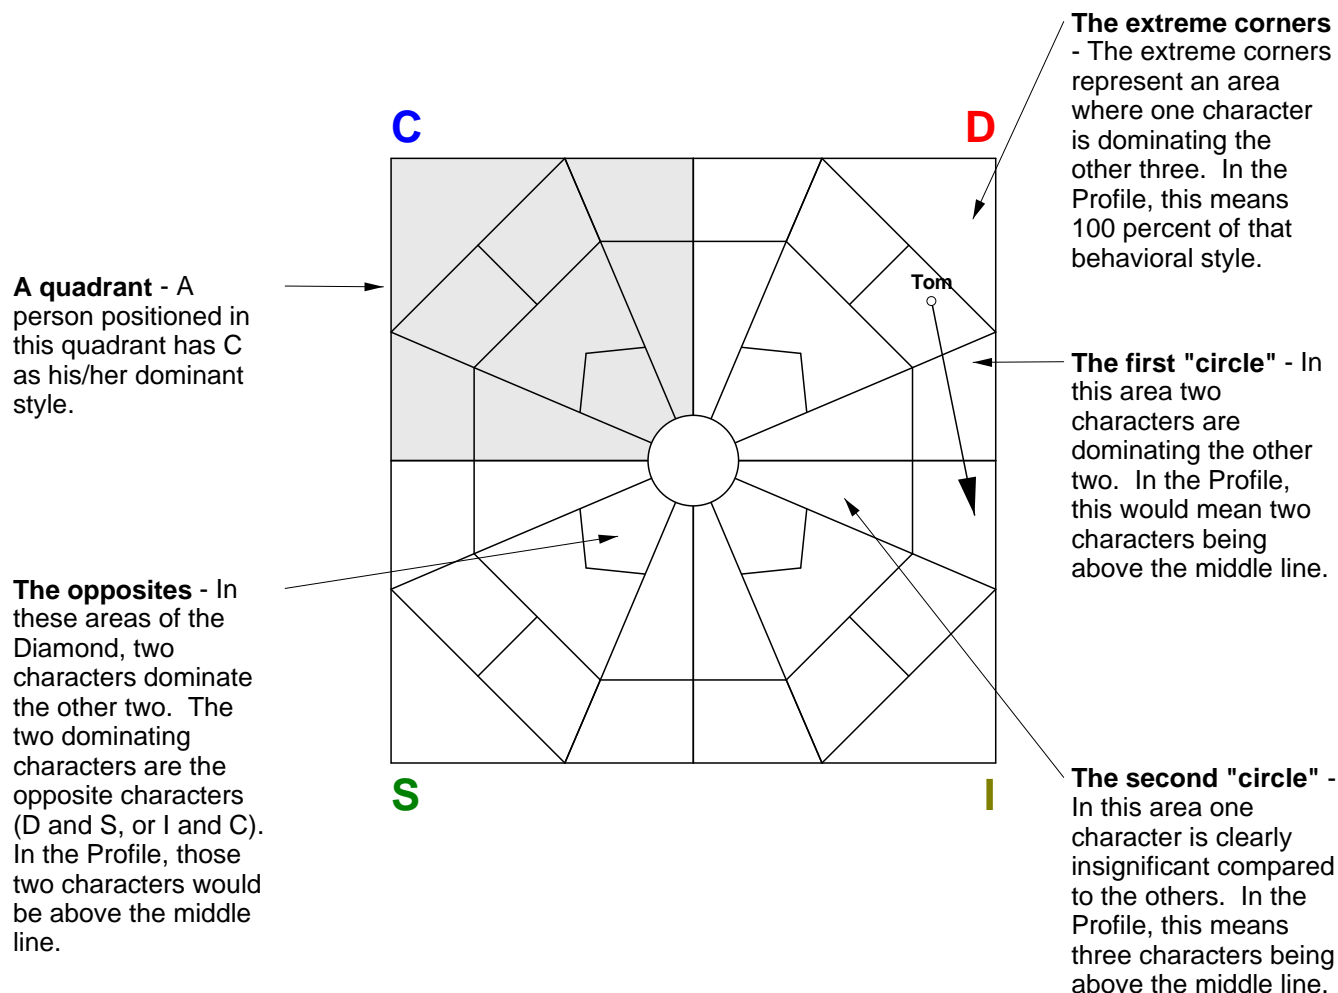 C
D
S
I
Tom
A quadrant - A
person positioned in
this quadrant has C
as his/her dominant
style.
The opposites - In
these areas of the
Diamond, two
characters dominate
the other two.  The
two dominating
characters are the
opposite characters
(D and S, or I and C).
In the Profile, those
two characters would
be above the middle
line.
The extreme corners
- The extreme corners
represent an area
where one character
is dominating the
other three.  In the
Profile, this means
100 percent of that
behavioral style.
The first "circle" - In
this area two
characters are
dominating the other
two.  In the Profile,
this would mean two
characters being
above the middle line.
The second "circle" -
In this area one
character is clearly
insignificant compared
to the others.  In the
Profile, this means
three characters being
above the middle line.